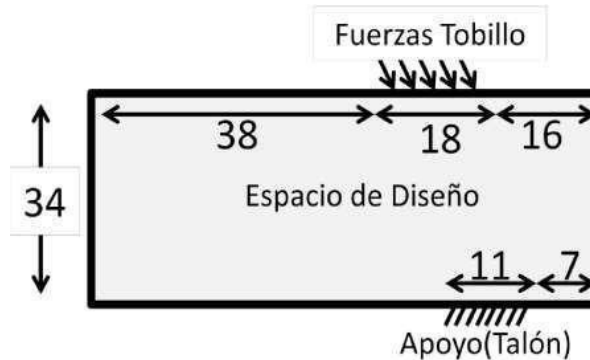 Fuerzas Tobillo
38
18
16
34
Espacio de Diseño
11
7
Apoyo(Talón)